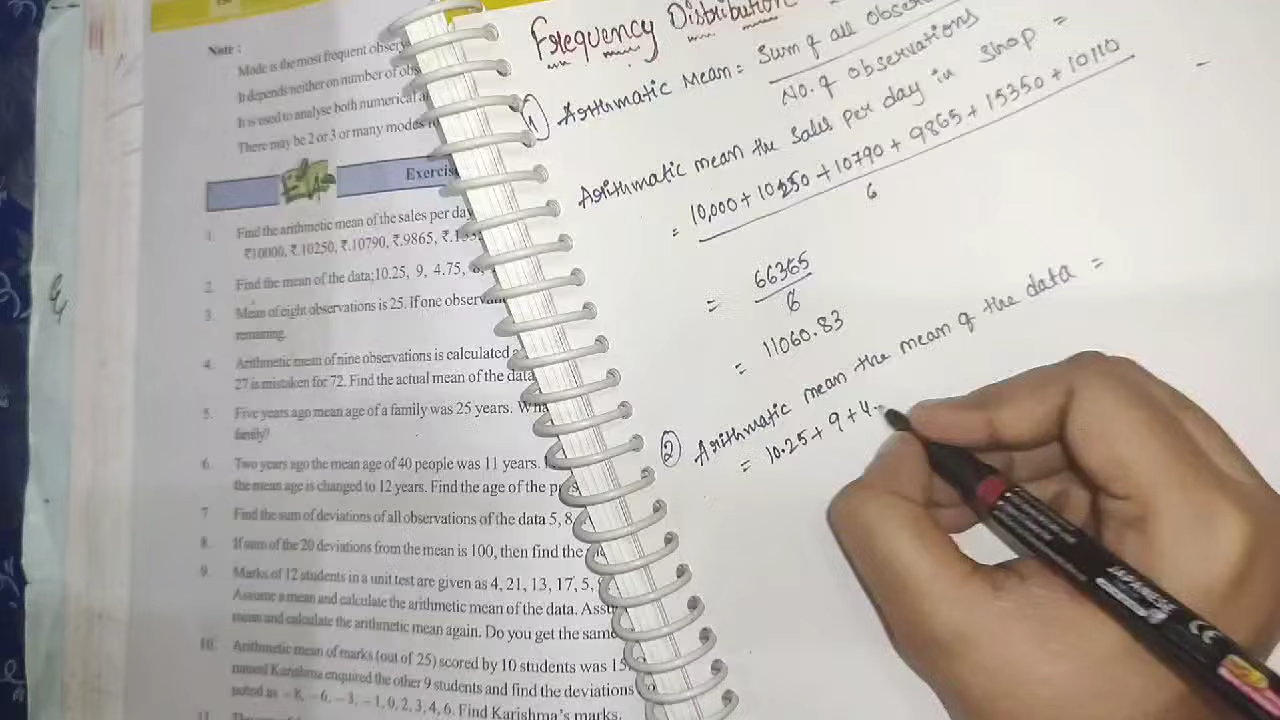 Note :
Mode is the most frequent observ
It depends neither on number of obs
It is used to analyse both numerical a
There may be 2 or 3 or many modes
Exercis
1. Find the arithmetic mean of the sales per day
₹10000, ₹.10250, ₹.10790, ₹.9865, ₹.15
2. Find the mean of the data;10.25, 9, 4.75,
3. Mean of eight observations is 25. If one observa
remaining.
4. Arithmetic mean of nine observations is calculated
27 is mistaken for 72. Find the actual mean of the data
5. Five years ago mean age of a family was 25 years. Wha
family?
6. Two years ago the mean age of 40 people was 11 years.
the mean age is changed to 12 years. Find the age of the p
7 Find the sum of deviations of all observations of the data 5, 8
8. If sum of the 20 deviations from the mean is 100, then find the
9. Marks of 12 students in a unit test are given as 4, 21, 13, 17, 5,
Assume a mean and calculate the arithmetic mean of the data. Assu
mean and calculate the arithmetic mean again. Do you get the same
10. Arithmetic mean of marks (out of 25) scored by 10 students was 15
named Karishma enquired the other 9 students and find the deviations
noted as – 8, – 6, – 3, – 1, 0, 2, 3, 4, 6. Find Karishma's marks.
11.
Frequency Distribution
1 Arithmatic Mean = Sum of all obser
No. of observations
Arithmatic mean the sales per day in shop =
= 10,000 + 10250 + 10790 + 9865 + 15350 + 10110
6
= 66365
6
= 11060.83
2 Arithmatic mean the mean of the data =
= 10.25 + 9 + 4.